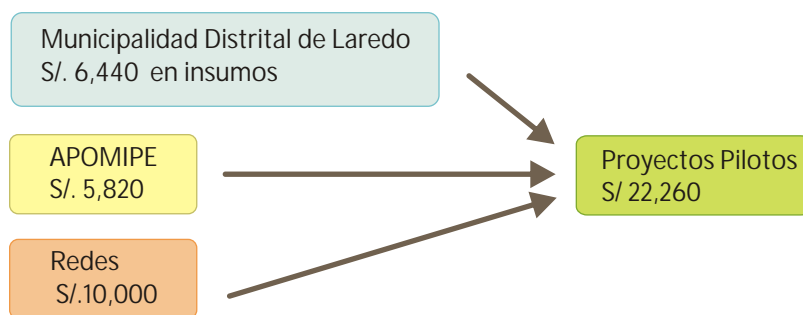 Municipalidad Distrital de Laredo
S/. 6,440 en insumos
APOMIPE
S/. 5,820
Proyectos Pilotos
S/ 22,260
Redes
S/.10,000